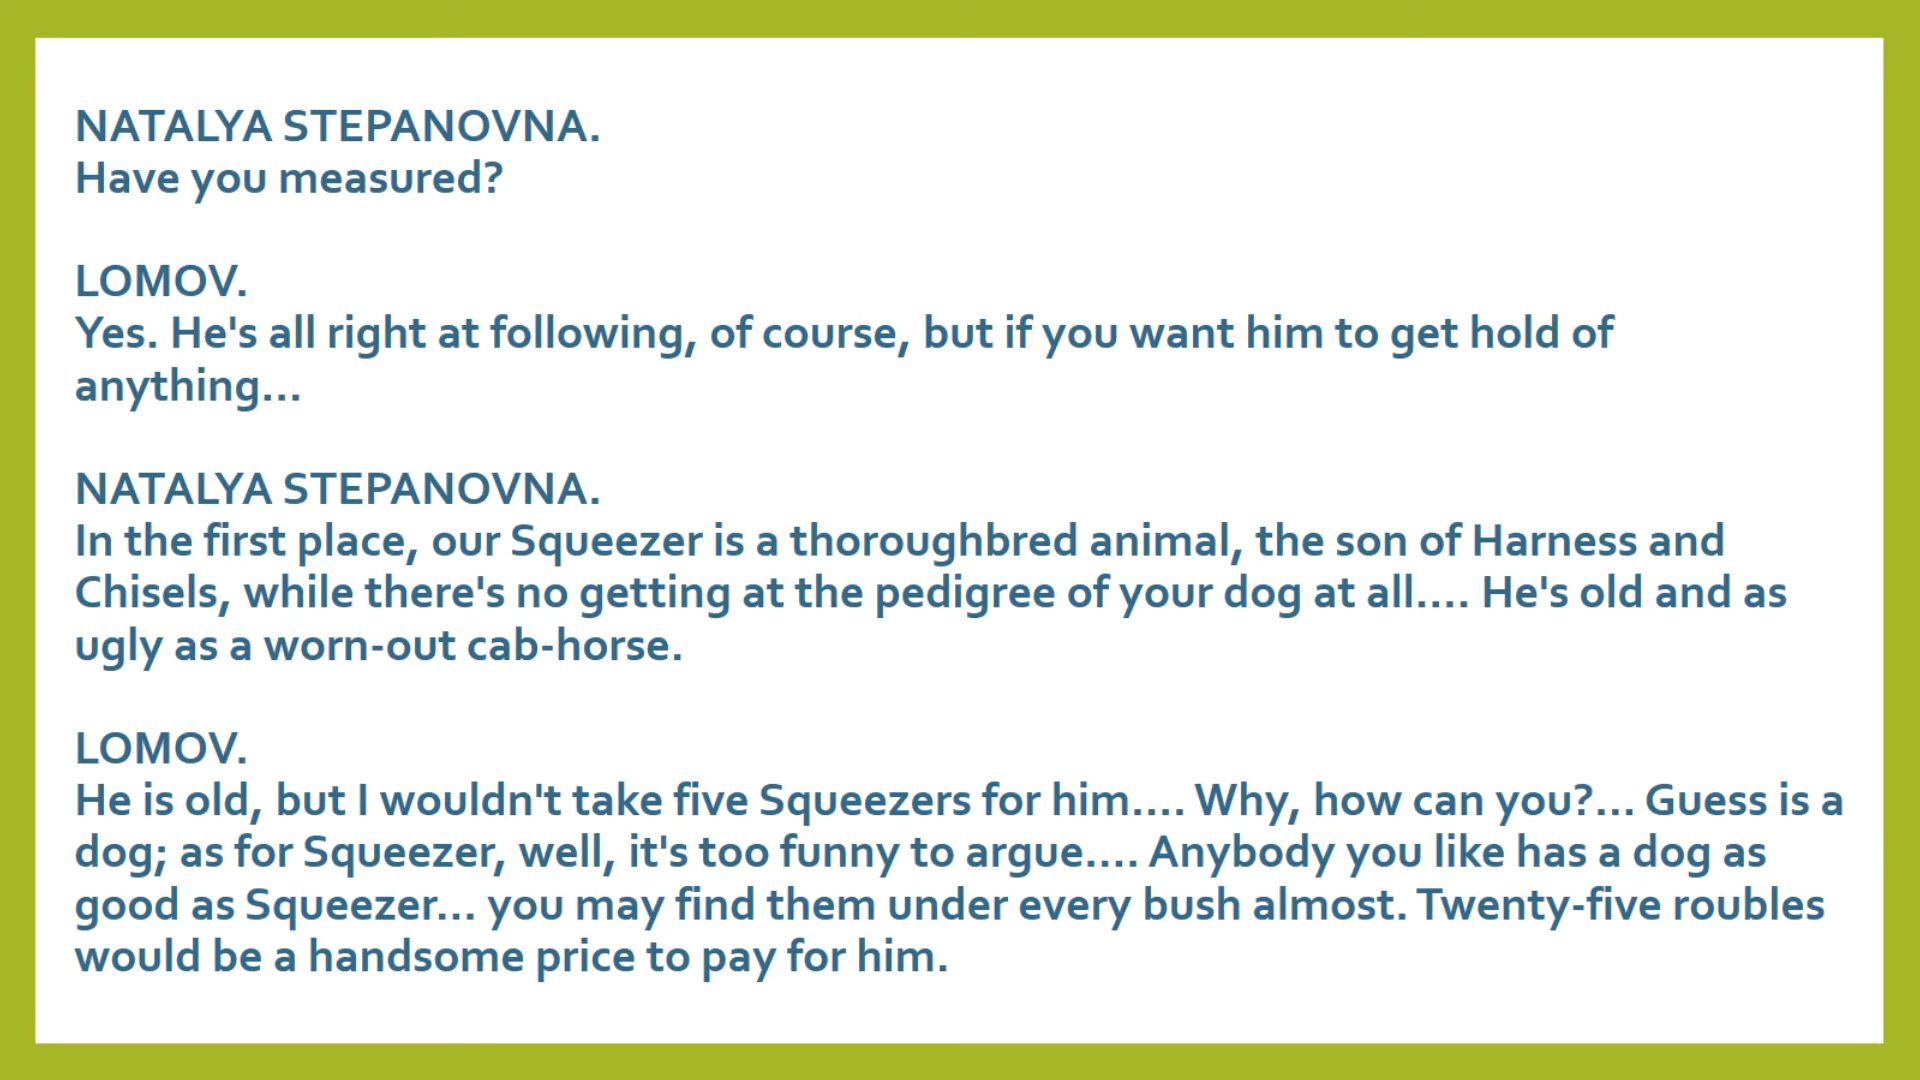 NATALYA STEPANOVNA.
Have you measured?
LOMOV.
Yes. He's all right at following, of course, but if you want him to get hold of
anything...
NATALYA STEPANOVNA.
In the first place, our Squeezer is a thoroughbred animal, the son of Harness and
Chisels, while there's no getting at the pedigree of your dog at all.... He's old and as
ugly as a worn-out cab-horse.
LOMOV.
He is old, but I wouldn't take five Squeezers for him.... Why, how can you?... Guess is a
dog; as for Squeezer, well, it's too funny to argue.... Anybody you like has a dog as
good as Squeezer... you may find them under every bush almost. Twenty-five roubles
would be a handsome price to pay for him.